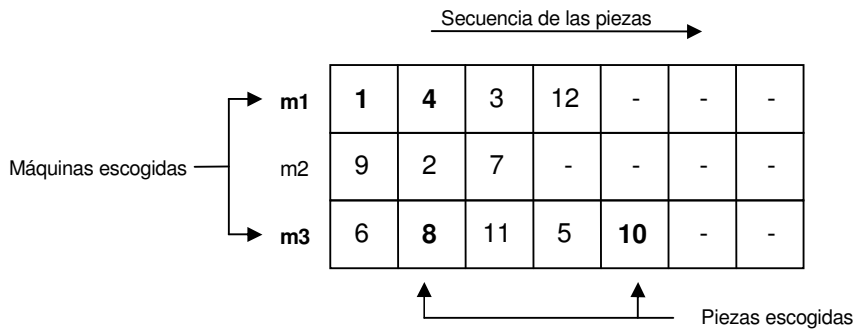 Secuencia de las piezas
m1 1 4 3 12 - - -
Máquinas escogidas m2 9 2 7 - - - -
m3 6 8 11 5 10 - -
Piezas escogidas